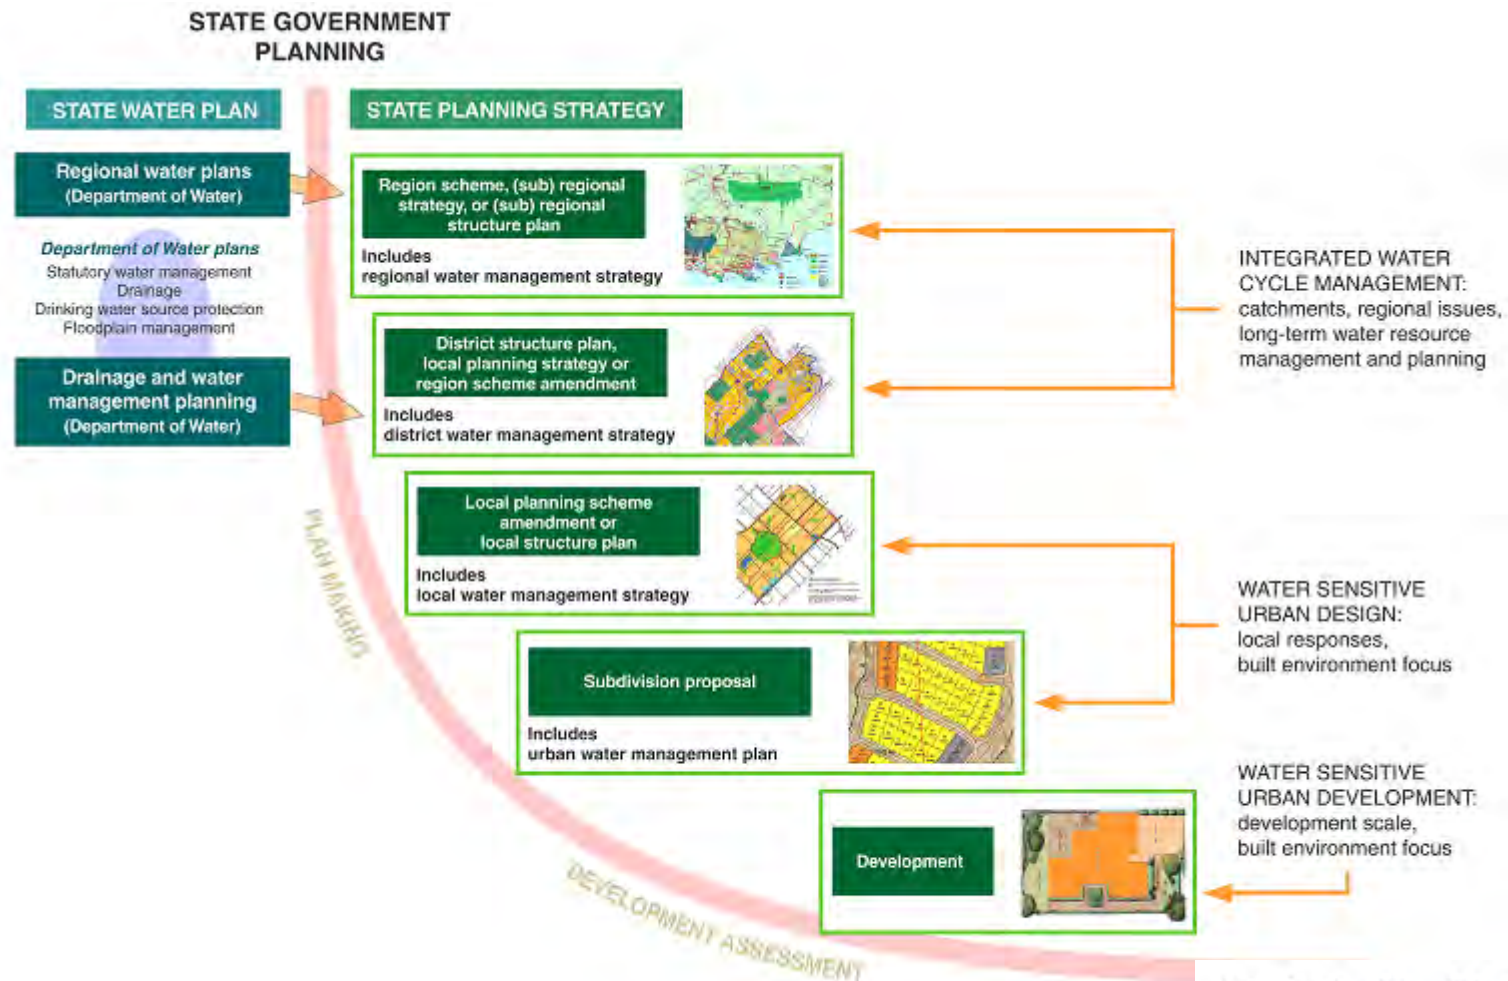 STATE GOVERNMENT
PLANNING
STATE WATER PLAN
STATE PLANNING STRATEGY
Regional water plans
(Department of Water)
Department of Water plans
Statutory water management
Drainage
Drinking water source protection
Floodplain management
Drainage and water
management planning
(Department of Water)
Region scheme, (sub) regional
strategy, or (sub) regional
structure plan
Includes
regional water management strategy
District structure plan,
local planning strategy or
region scheme amendment
Includes
district water management strategy
Local planning scheme
amendment or
local structure plan
Includes
local water management strategy
Subdivision proposal
Includes
urban water management plan
Development
PLAN MAKING
DEVELOPMENT ASSESSMENT
INTEGRATED WATER
CYCLE MANAGEMENT:
catchments, regional issues,
long-term water resource
management and planning
WATER SENSITIVE
URBAN DESIGN:
local responses,
built environment focus
WATER SENSITIVE
URBAN DEVELOPMENT:
development scale,
built environment focus